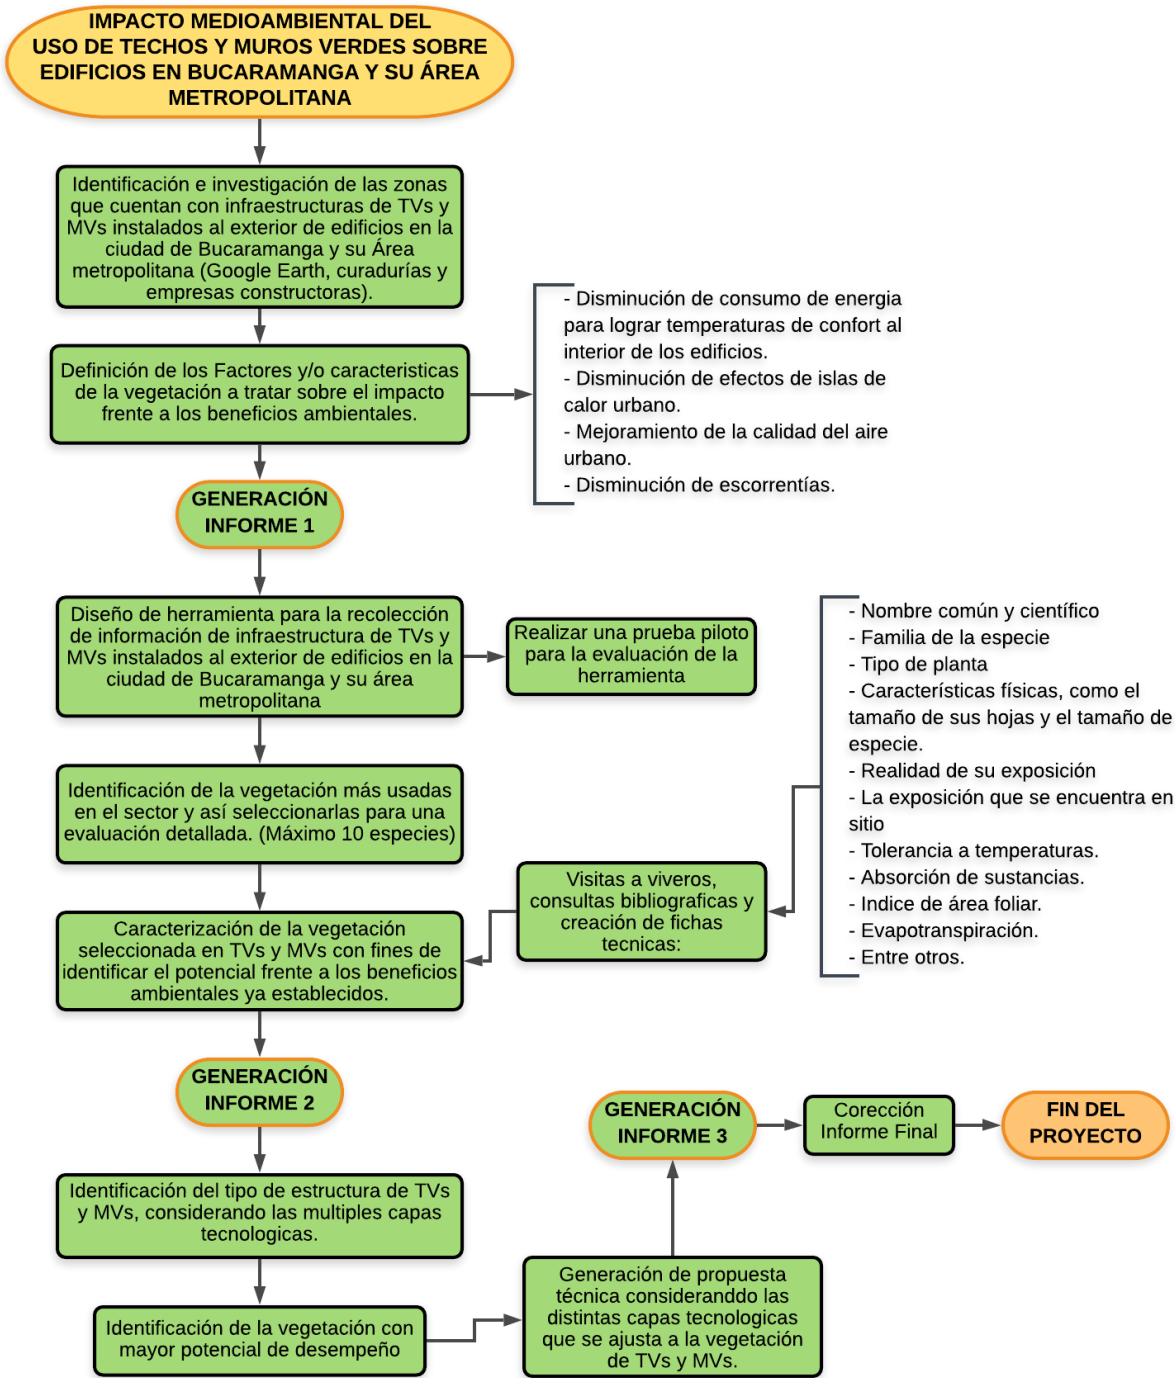 IMPACTO MEDIOAMBIENTAL DEL
USO DE TECHOS Y MUROS VERDES SOBRE
EDIFICIOS EN BUCARAMANGA Y SU ÁREA
METROPOLITANA
Identificación e investigación de las zonas
que cuentan con infraestructuras de TVs y
MVs instalados al exterior de edificios en la
ciudad de Bucaramanga y su Área
metropolitana (Google Earth, curadurías y
empresas constructoras).
Definición de los Factores y/o caracteristicas
de la vegetación a tratar sobre el impacto
frente a los beneficios ambientales.
- Disminución de consumo de energia
para lograr temperaturas de confort al
interior de los edificios.
- Disminución de efectos de islas de
calor urbano.
- Mejoramiento de la calidad del aire
urbano.
- Disminución de escorrentías.
GENERACIÓN
INFORME 1
Diseño de herramienta para la recolección
de información de infraestructura de TVs y
MVs instalados al exterior de edificios en la
ciudad de Bucaramanga y su área
metropolitana
Realizar una prueba piloto
para la evaluación de la
herramienta
Identificación de la vegetación más usadas
en el sector y así seleccionarlas para una
evaluación detallada. (Máximo 10 especies)
- Nombre común y científico
- Familia de la especie
- Tipo de planta
- Características físicas, como el
tamaño de sus hojas y el tamaño de
especie.
- Realidad de su exposición
- La exposición que se encuentra en
sitio
- Tolerancia a temperaturas.
- Absorción de sustancias.
- Indice de área foliar.
- Evapotranspiración.
- Entre otros.
Visitas a viveros,
consultas bibliograficas y
creación de fichas
tecnicas:
Caracterización de la vegetación
seleccionada en TVs y MVs con fines de
identificar el potencial frente a los beneficios
ambientales ya establecidos.
GENERACIÓN
INFORME 2
Identificación del tipo de estructura de TVs
y MVs, considerando las multiples capas
tecnologicas.
Identificación de la vegetación con
mayor potencial de desempeño
Generación de propuesta
técnica consideranddo las
distintas capas tecnologicas
que se ajusta a la vegetación
de TVs y MVs.
GENERACIÓN
INFORME 3
Corección
Informe Final
FIN DEL
PROYECTO